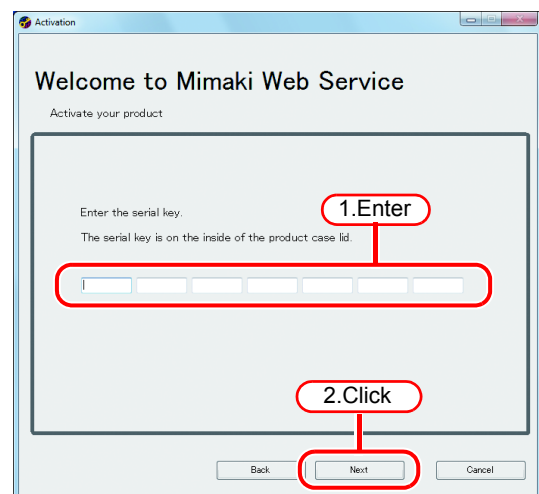 Activation
Welcome to Mimaki Web Service
Activate your product
Enter the serial key.
1.Enter
The serial key is on the inside of the product case lid.
2.Click
Back
Next
Cancel